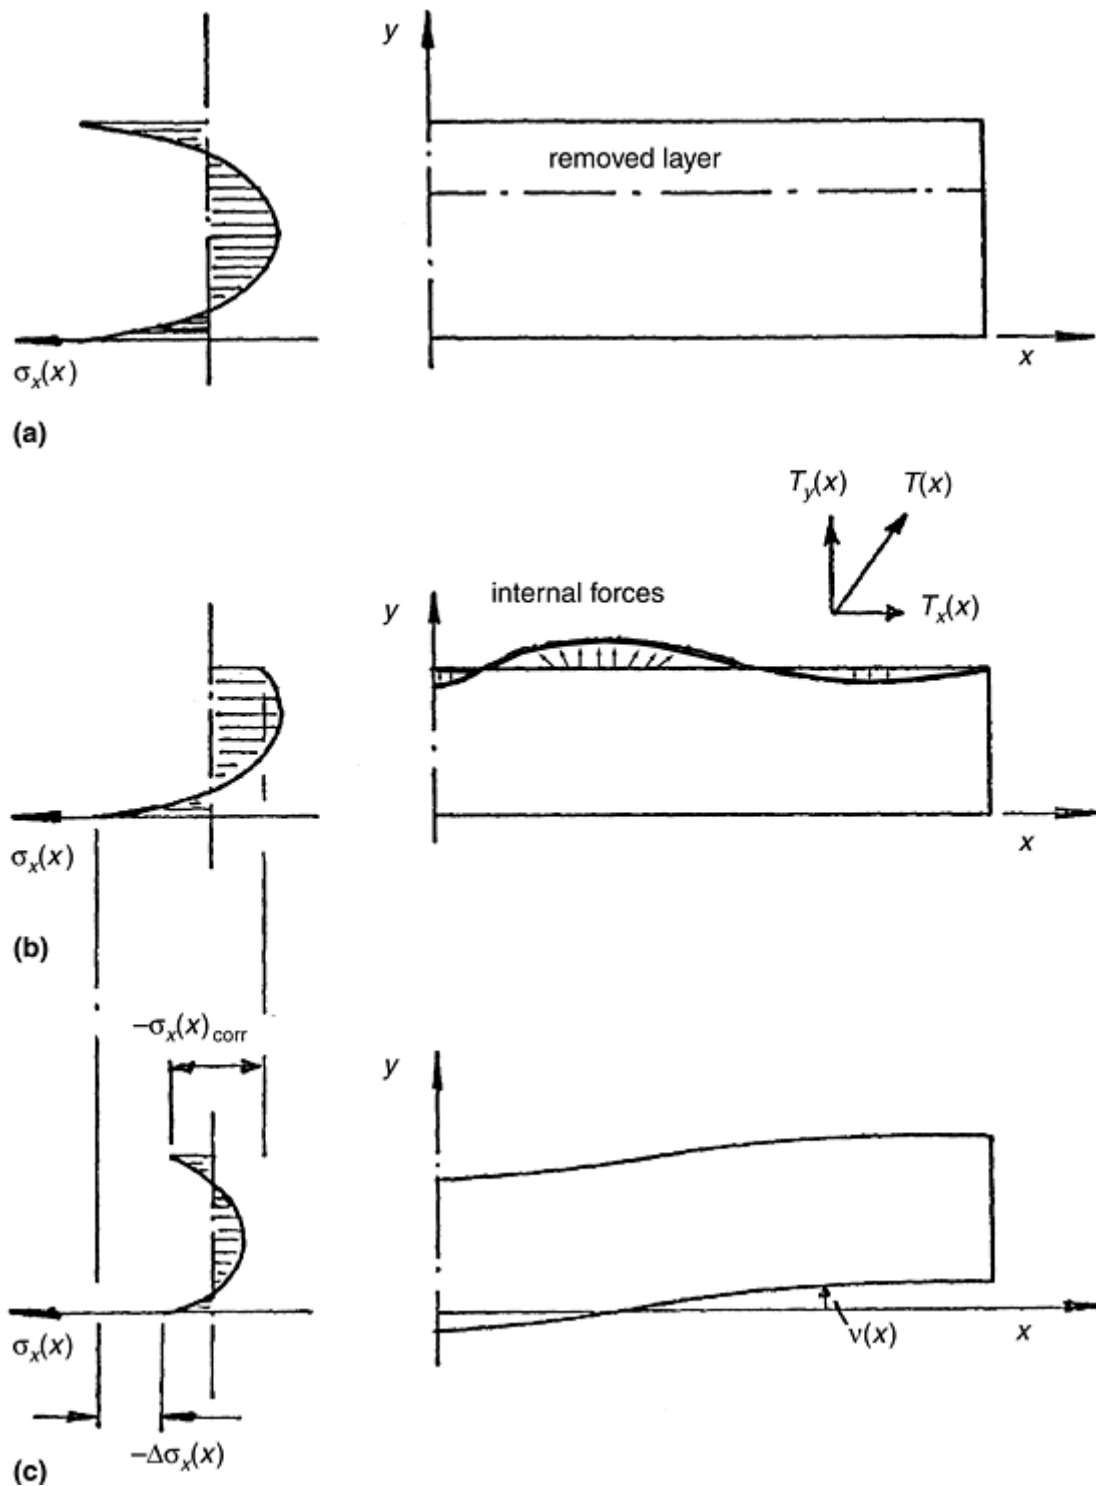 y
removed layer
σx(x)
x
(a)
Ty(x)
T(x)
Tx(x)
internal forces
y
σx(x)
x
(b)
−σx(x)corr
y
σx(x)
ν(x)
x
−Δσx(x)
(c)